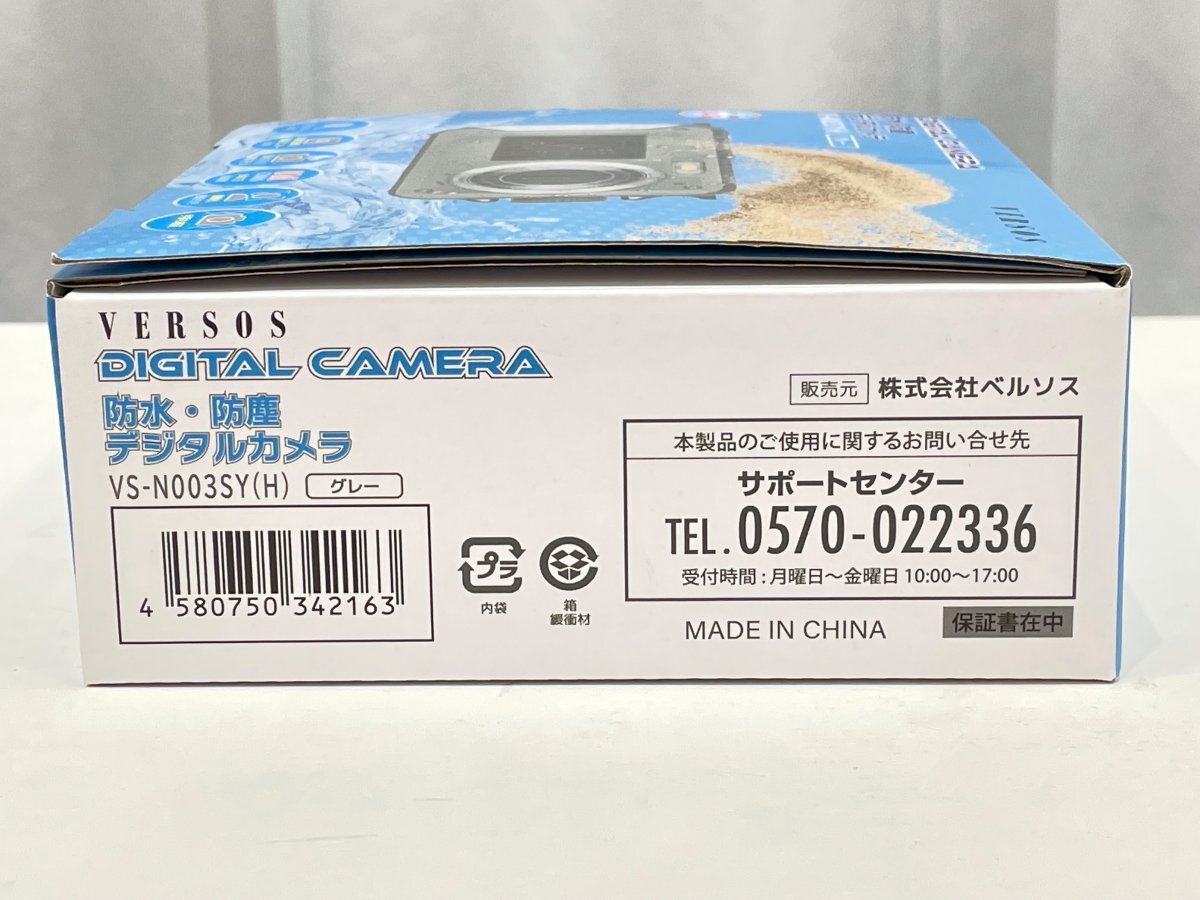 VERSOS
VERSOS
DIGITAL CAMERA
防水・防塵
デジタルカメラ
VS-N003SY(H) グレー
4 580750 342163
プラ
内袋
箱
緩衝材
販売元 株式会社ベルソス
本製品のご使用に関するお問い合せ先
サポートセンター
TEL.0570-022336
受付時間:月曜日～金曜日 10:00～17:00
MADE IN CHINA
保証書在中